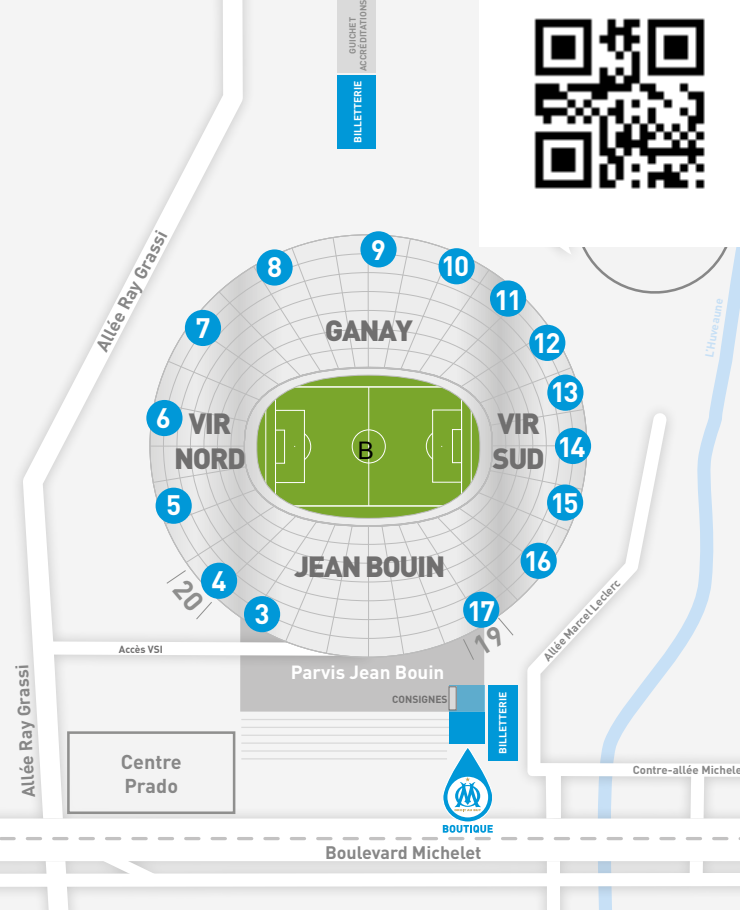 GUICHET
ACCRÉDITATIONS
BILLETTERIE
Allée Ray Grassi
9
8
10
11
7
GANAY
12
L'Huveaune
13
6
VIR
NORD
VIR
SUD
B
14
5
15
JEAN BOUIN
16
4
20
3
17
19
Allée Marcel Leclerc
Accès VSI
Parvis Jean Bouin
CONSIGNES
BILLETTERIE
Allée Ray Grassi
Centre
Prado
Contre-allée Michele
BOUTIQUE
Boulevard Michelet